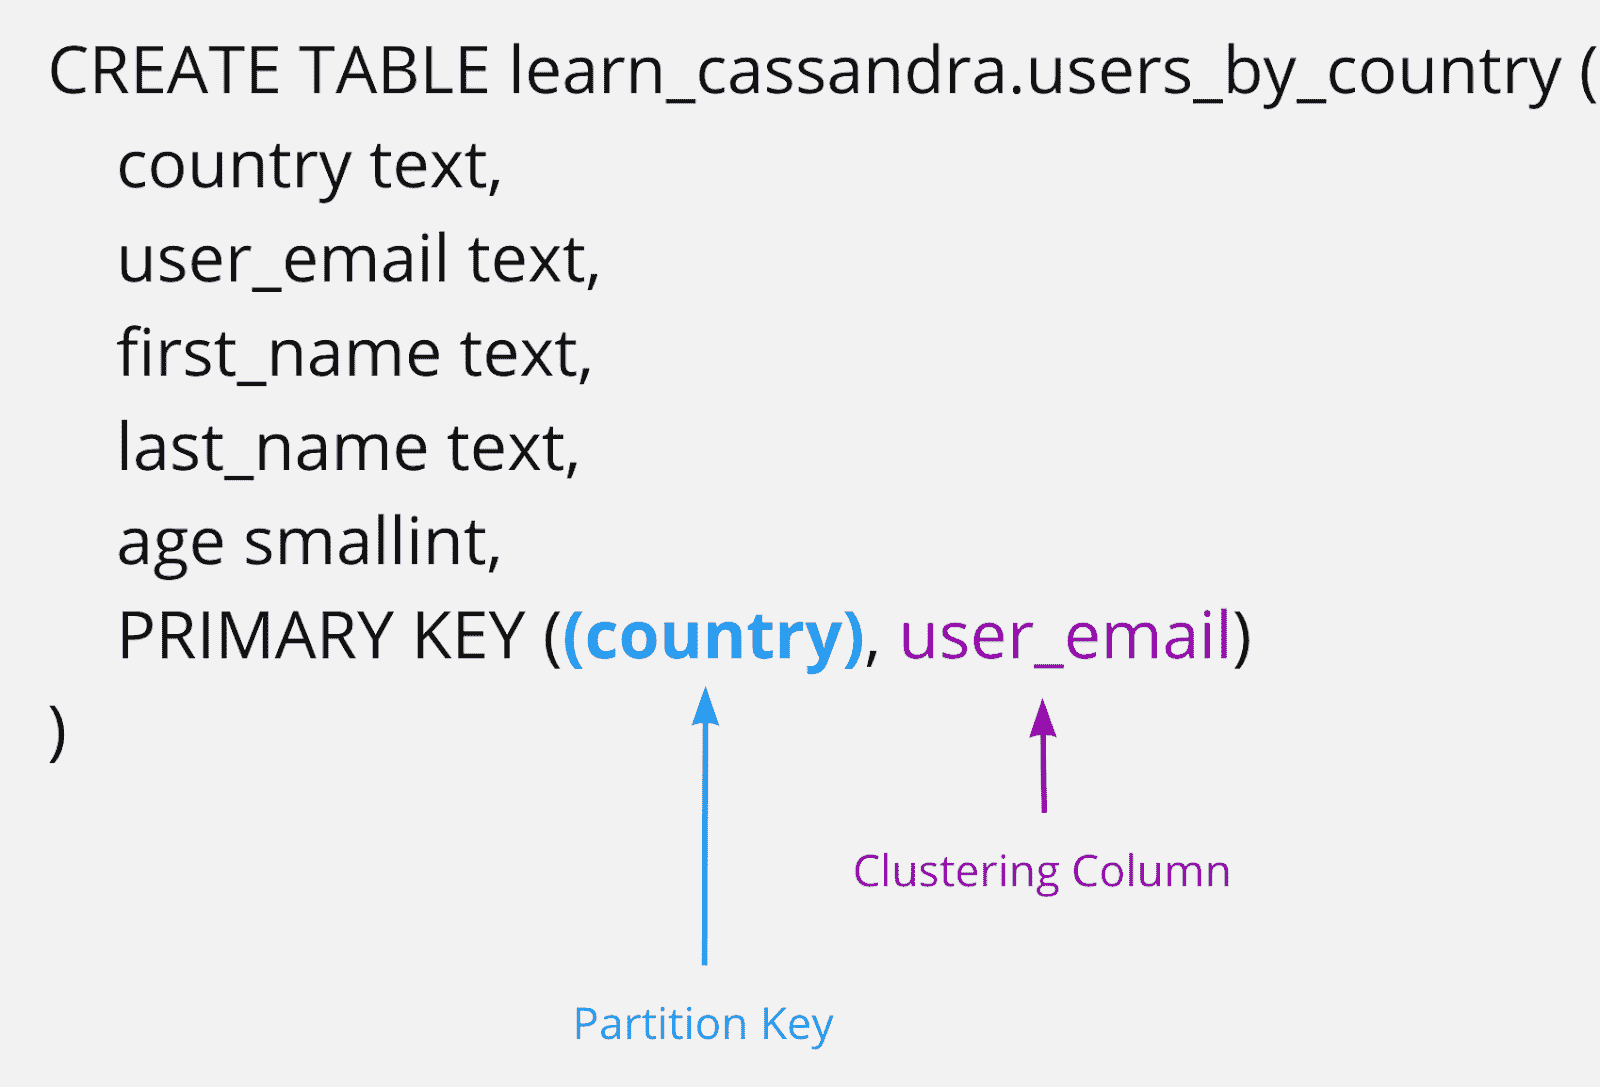 CREATE TABLE learn_cassandra.users_by_country (
country text,
user_email text,
first_name text,
last_name text,
age smallint,
PRIMARY KEY ((country), user_email)
)
Clustering Column
Partition Key